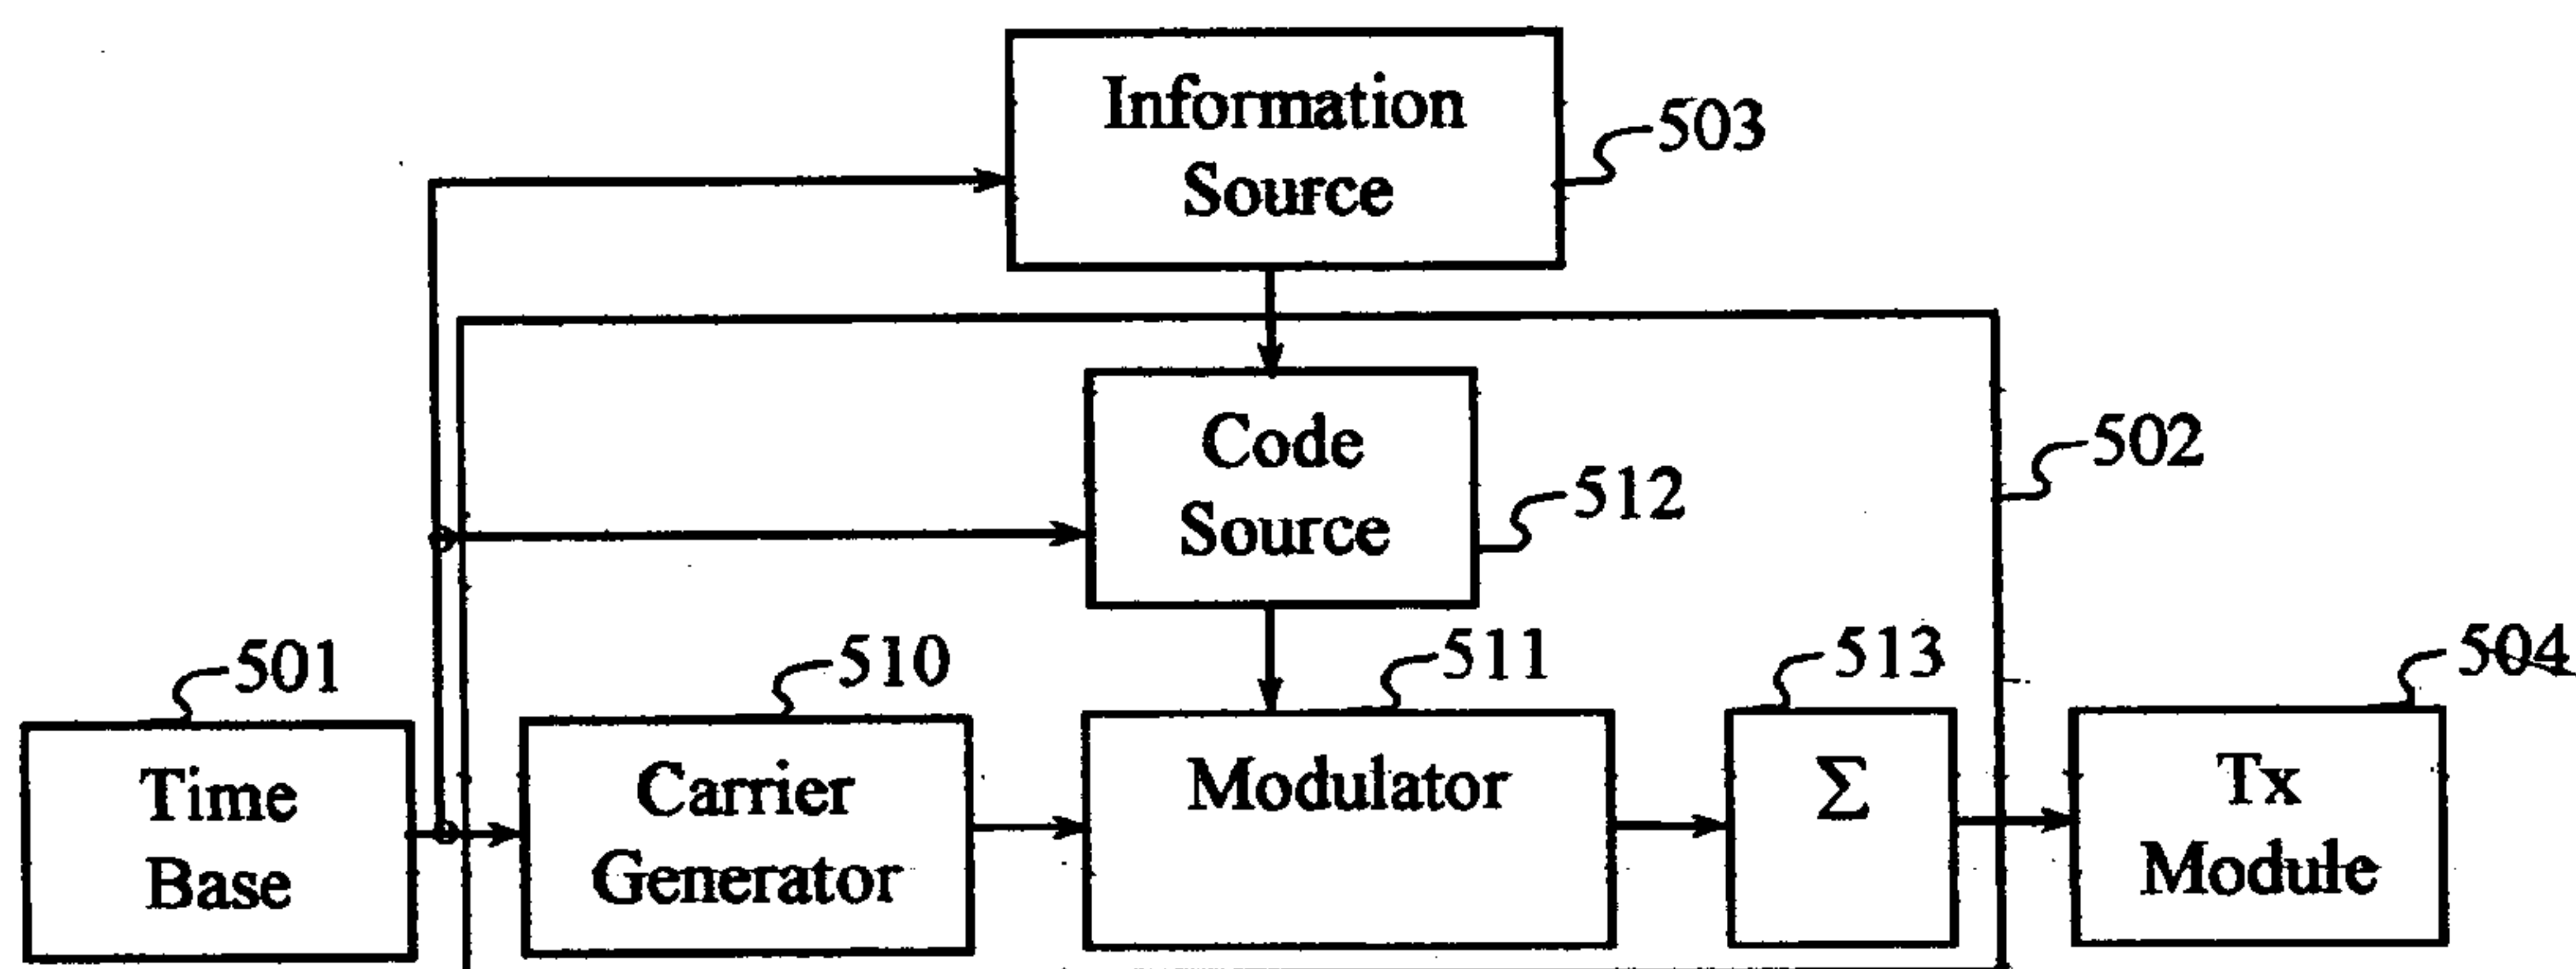 Information
Source
503
Code
Source
512
502
501
510
511
513
504
Time
Base
Carrier
Generator
Modulator
Σ
Tx
Module